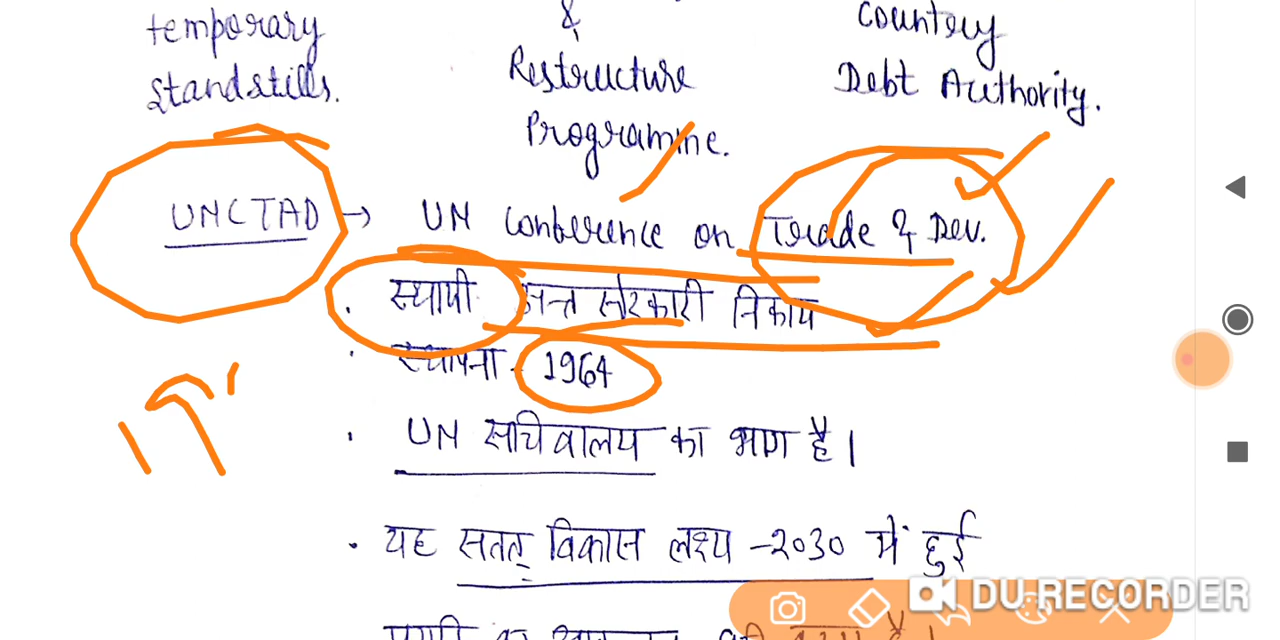 temporary & Country
Standstills. Restructure Debt Authority.
Programme.
UNCTAD → UN Conference on Trade & Dev.
· स्थायी अन्त सरकारी निकाय
· स्थापना - 1964
· UN सचिवालय का भाग है।
· यह सतत् विकास लक्ष्य -2030 में हुई
DU RECORDER